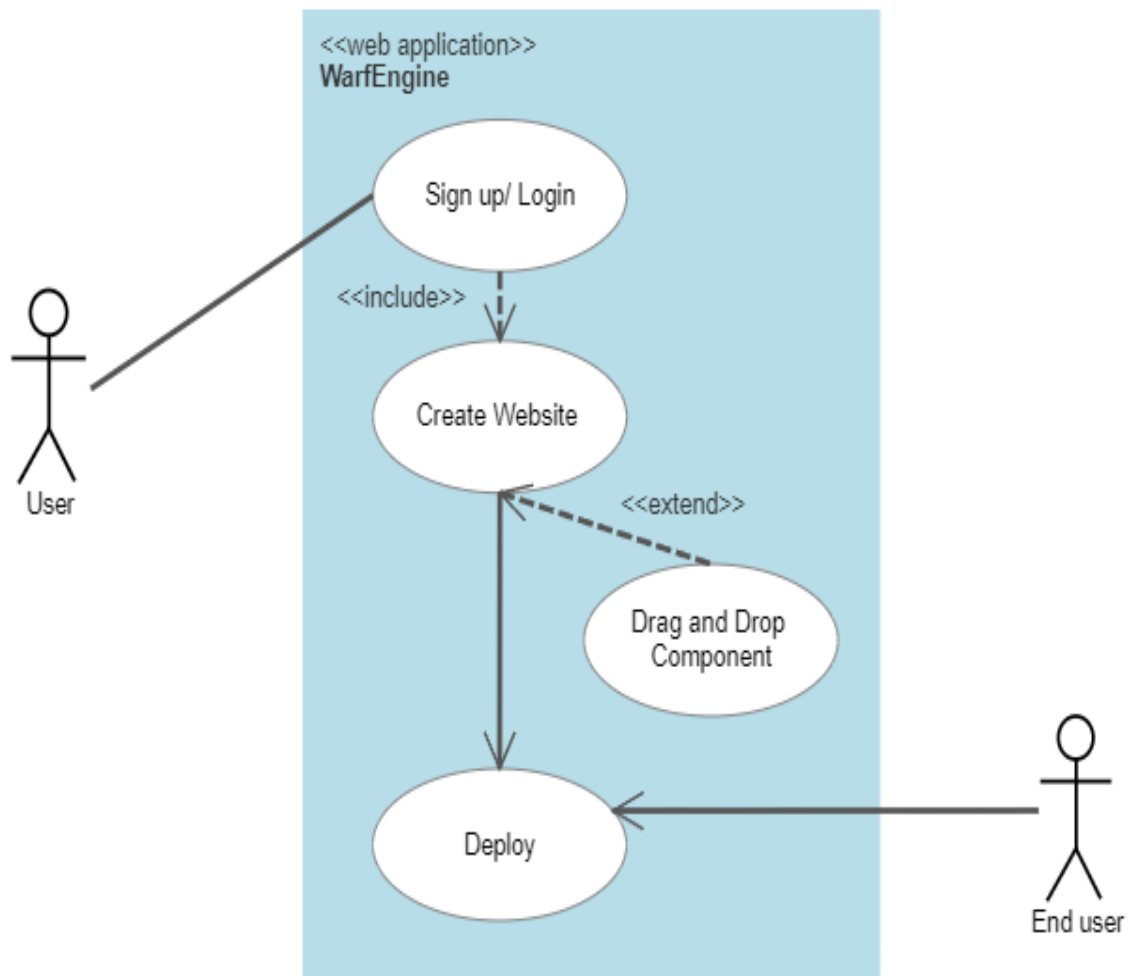 <<web application>>
WarfEngine
Sign up/ Login
<<include>>
Create Website
User
<<extend>>
Drag and Drop
Component
Deploy
End user